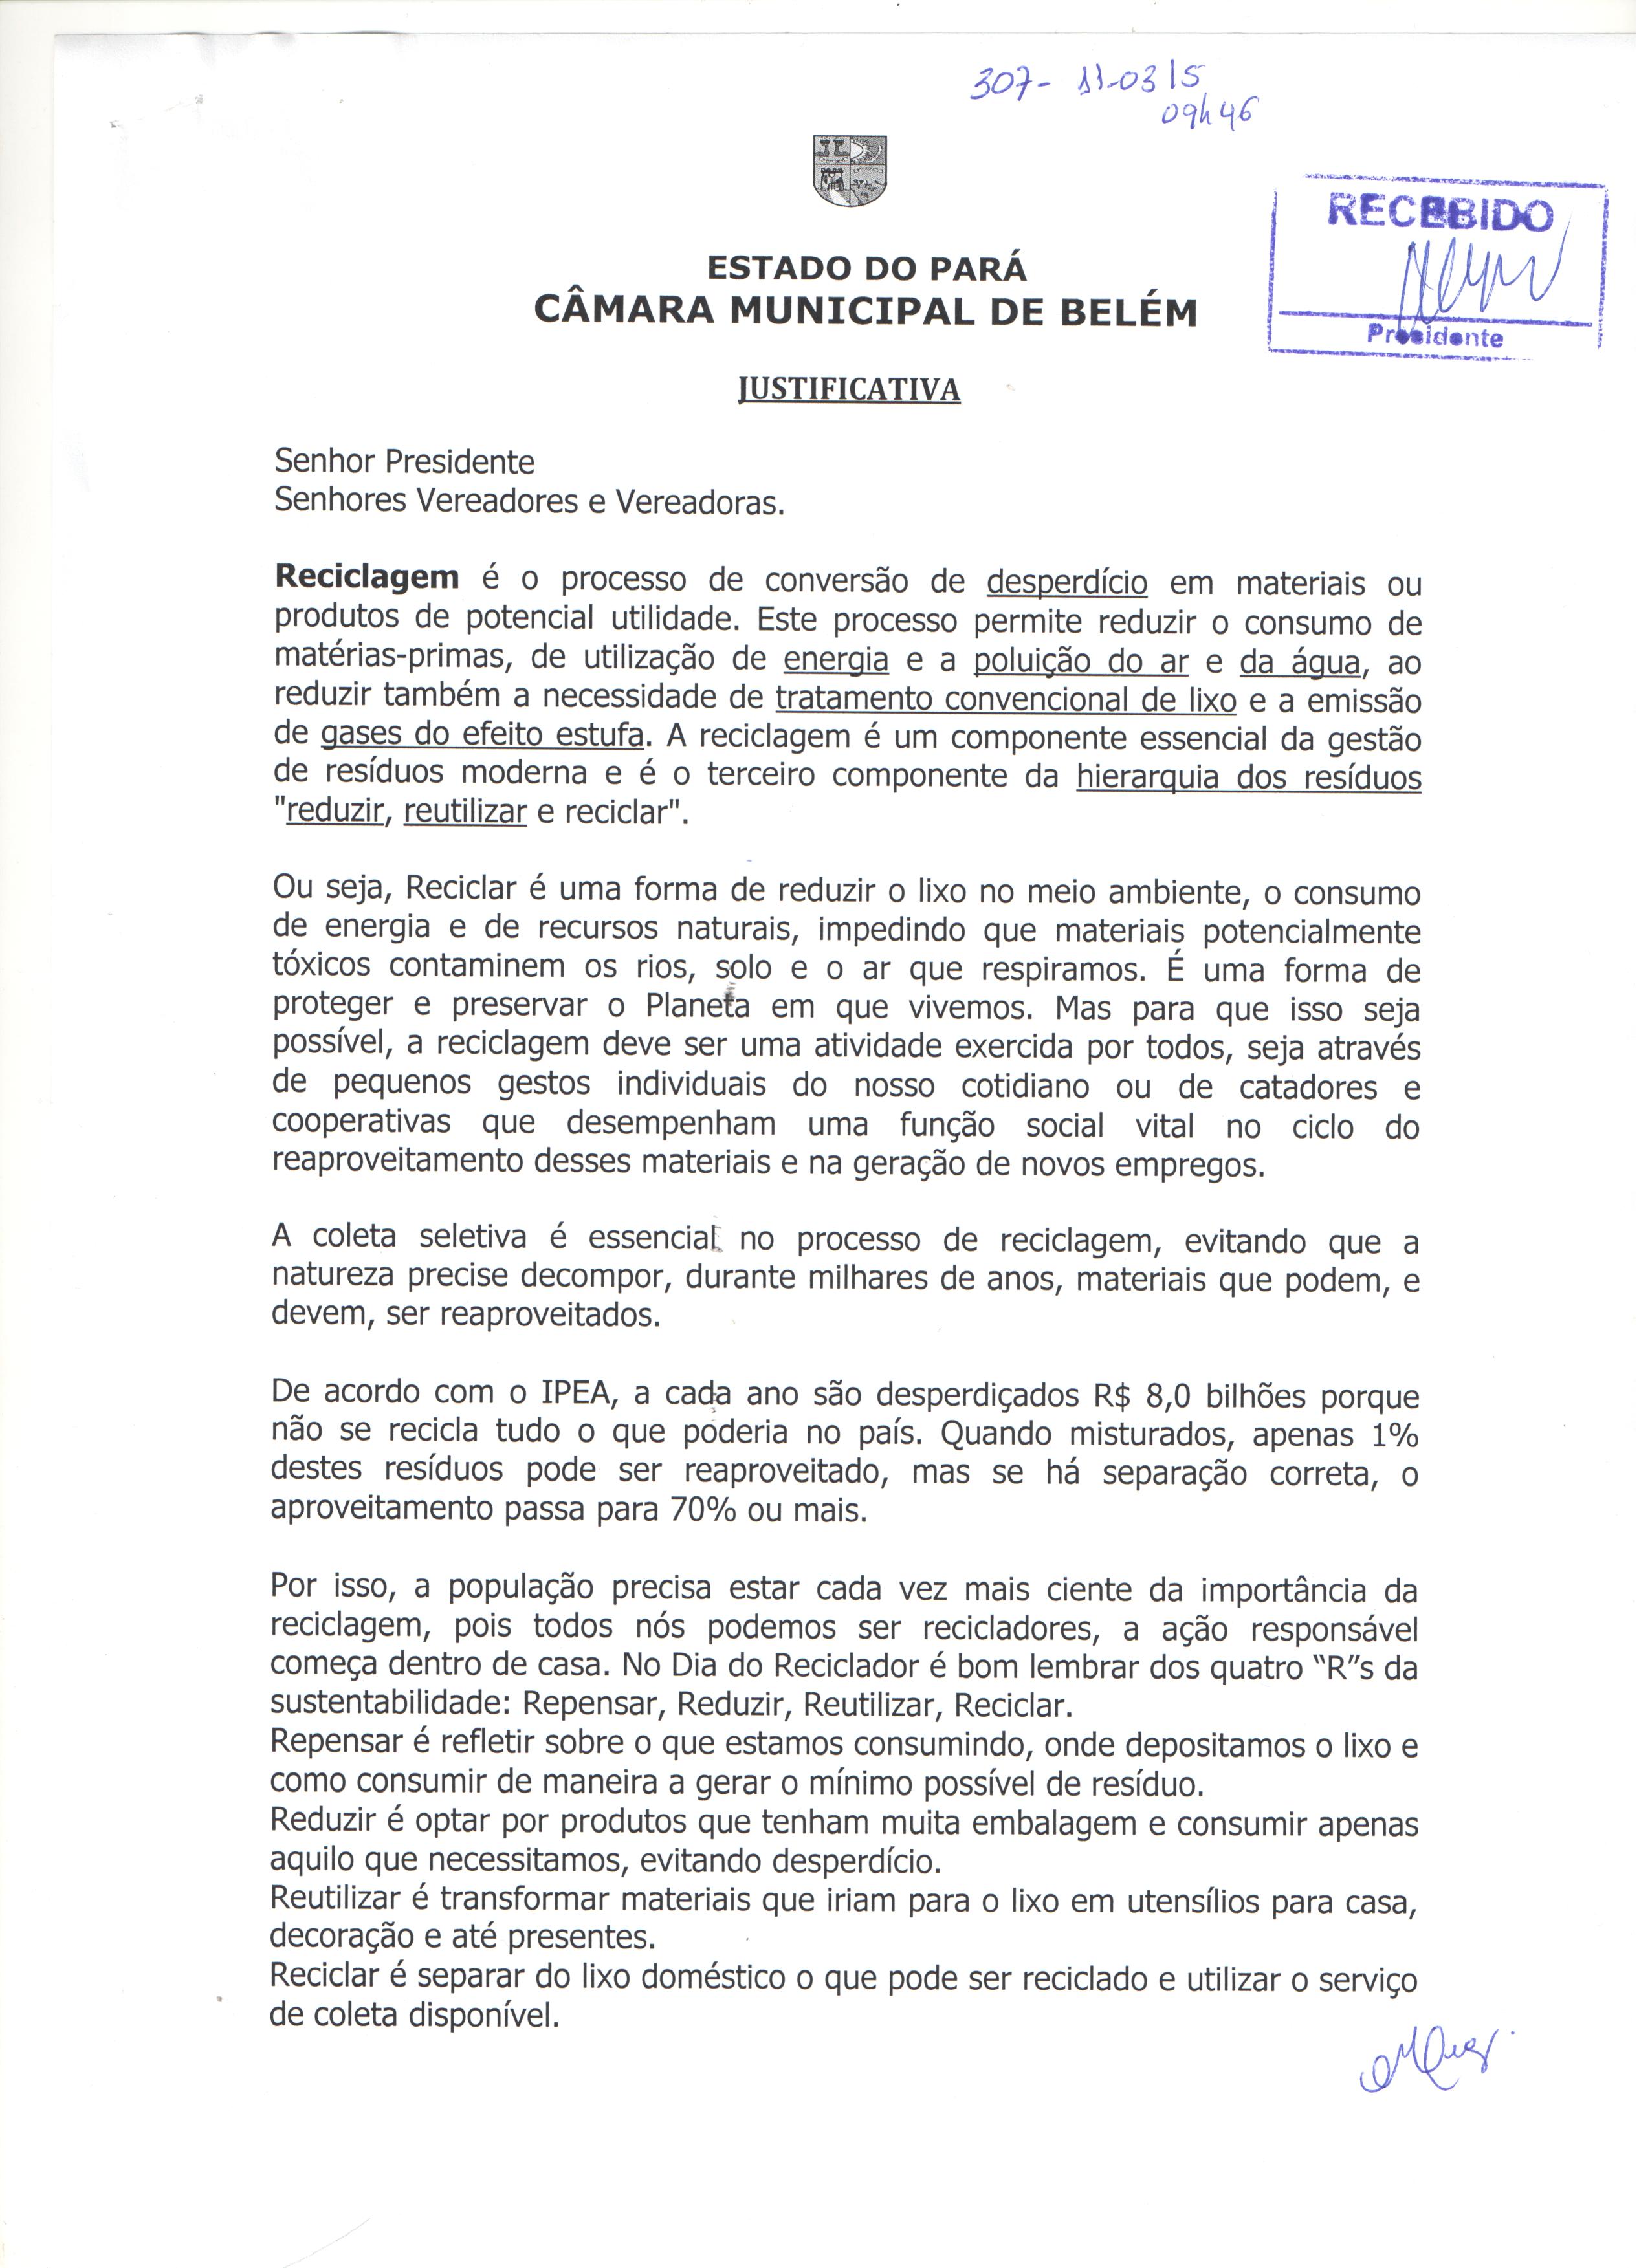 307- 11-03 15
09h46
RECEBIDO
Presidente
ESTADO DO PARÁ
CÂMARA MUNICIPAL DE BELÉM
JUSTIFICATIVA
Senhor Presidente
Senhores Vereadores e Vereadoras.
Reciclagem é o processo de conversão de desperdício em materiais ou
produtos de potencial utilidade. Este processo permite reduzir o consumo de
matérias-primas, de utilização de energia e a poluição do ar e da água, ao
reduzir também a necessidade de tratamento convencional de lixo e a emissão
de gases do efeito estufa. A reciclagem é um componente essencial da gestão
de resíduos moderna e é o terceiro componente da hierarquia dos resíduos
"reduzir, reutilizar e reciclar".
Ou seja, Reciclar é uma forma de reduzir o lixo no meio ambiente, o consumo
de energia e de recursos naturais, impedindo que materiais potencialmente
tóxicos contaminem os rios, solo e o ar que respiramos. É uma forma de
proteger e preservar o Planeta em que vivemos. Mas para que isso seja
possível, a reciclagem deve ser uma atividade exercida por todos, seja através
de pequenos gestos individuais do nosso cotidiano ou de catadores e
cooperativas que desempenham uma função social vital no ciclo do
reaproveitamento desses materiais e na geração de novos empregos.
A coleta seletiva é essencial no processo de reciclagem, evitando que a
natureza precise decompor, durante milhares de anos, materiais que podem, e
devem, ser reaproveitados.
De acordo com o IPEA, a cada ano são desperdiçados R$ 8,0 bilhões porque
não se recicla tudo o que poderia no país. Quando misturados, apenas 1%
destes resíduos pode ser reaproveitado, mas se há separação correta, o
aproveitamento passa para 70% ou mais.
Por isso, a população precisa estar cada vez mais ciente da importância da
reciclagem, pois todos nós podemos ser recicladores, a ação responsável
começa dentro de casa. No Dia do Reciclador é bom lembrar dos quatro “R”s da
sustentabilidade: Repensar, Reduzir, Reutilizar, Reciclar.
Repensar é refletir sobre o que estamos consumindo, onde depositamos o lixo e
como consumir de maneira a gerar o mínimo possível de resíduo.
Reduzir é optar por produtos que tenham muita embalagem e consumir apenas
aquilo que necessitamos, evitando desperdício.
Reutilizar é transformar materiais que iriam para o lixo em utensílios para casa,
decoração e até presentes.
Reciclar é separar do lixo doméstico o que pode ser reciclado e utilizar o serviço
de coleta disponível.